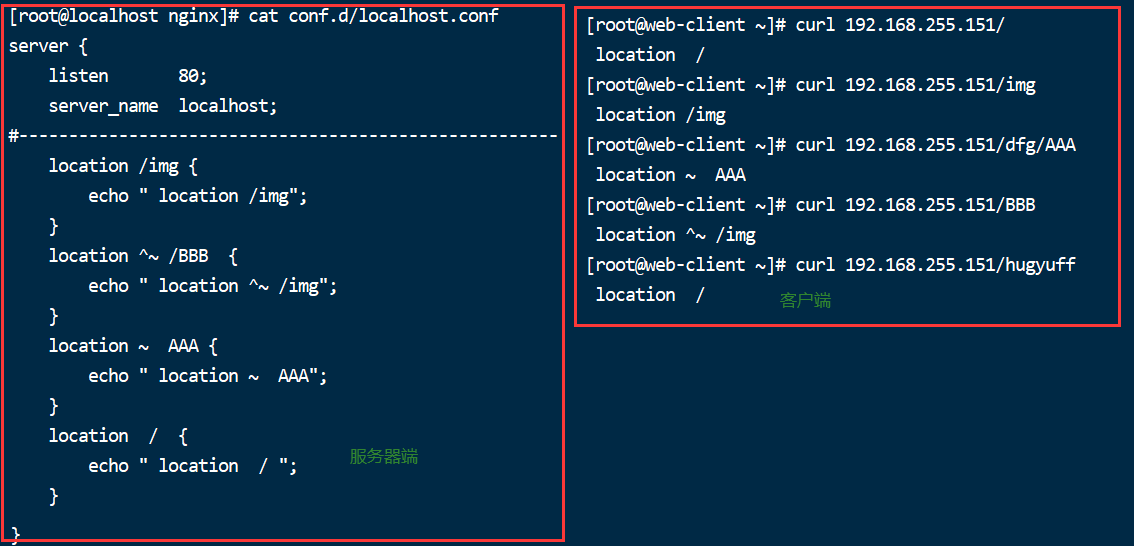 [root@localhost nginx]# cat conf.d/localhost.conf
server {
    listen       80;
    server_name  localhost;
#------------------------------------------------------
    location /img {
        echo " location /img";
    }
    location ^~ /BBB  {
        echo " location ^~ /img";
    }
    location ~  AAA {
        echo " location ~  AAA";
    }
    location  /  {
        echo " location  / ";
    }
}
服务器端
[root@web-client ~]# curl 192.168.255.151/
 location  /
[root@web-client ~]# curl 192.168.255.151/img
 location /img
[root@web-client ~]# curl 192.168.255.151/dfg/AAA
 location ~  AAA
[root@web-client ~]# curl 192.168.255.151/BBB
 location ^~ /img
[root@web-client ~]# curl 192.168.255.151/hugyuff
 location  /
客户端